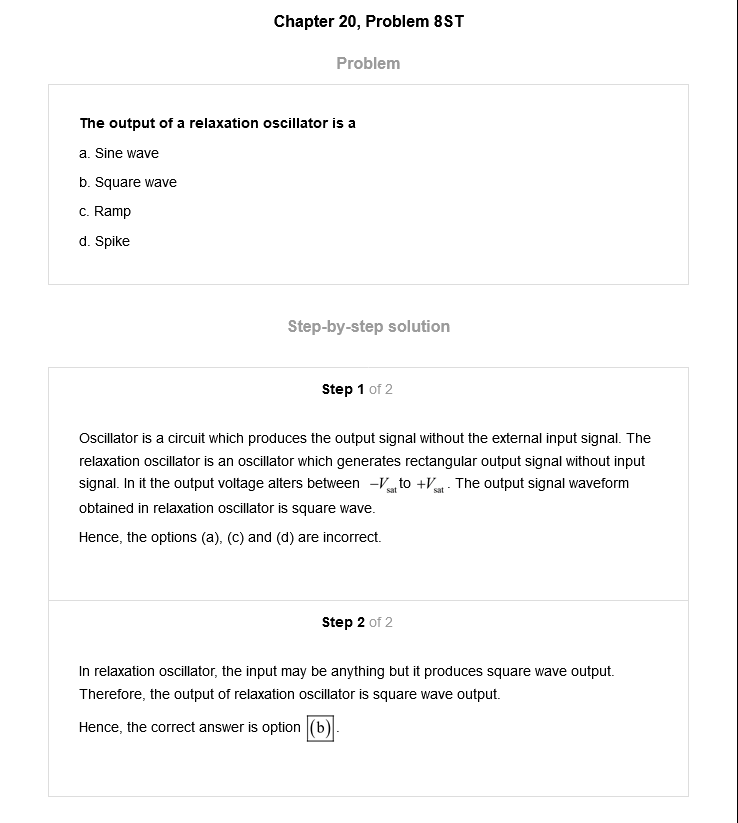 Chapter 20, Problem 8ST
Problem
The output of a relaxation oscillator is a
a. Sine wave
b. Square wave
c. Ramp
d. Spike
Step-by-step solution
Step 1 of 2
Oscillator is a circuit which produces the output signal without the external input signal. The
relaxation oscillator is an oscillator which generates rectangular output signal without input
signal. In it the output voltage alters between −Vsat to +Vsat . The output signal waveform
obtained in relaxation oscillator is square wave.
Hence, the options (a), (c) and (d) are incorrect.
Step 2 of 2
In relaxation oscillator, the input may be anything but it produces square wave output.
Therefore, the output of relaxation oscillator is square wave output.
Hence, the correct answer is option (b).